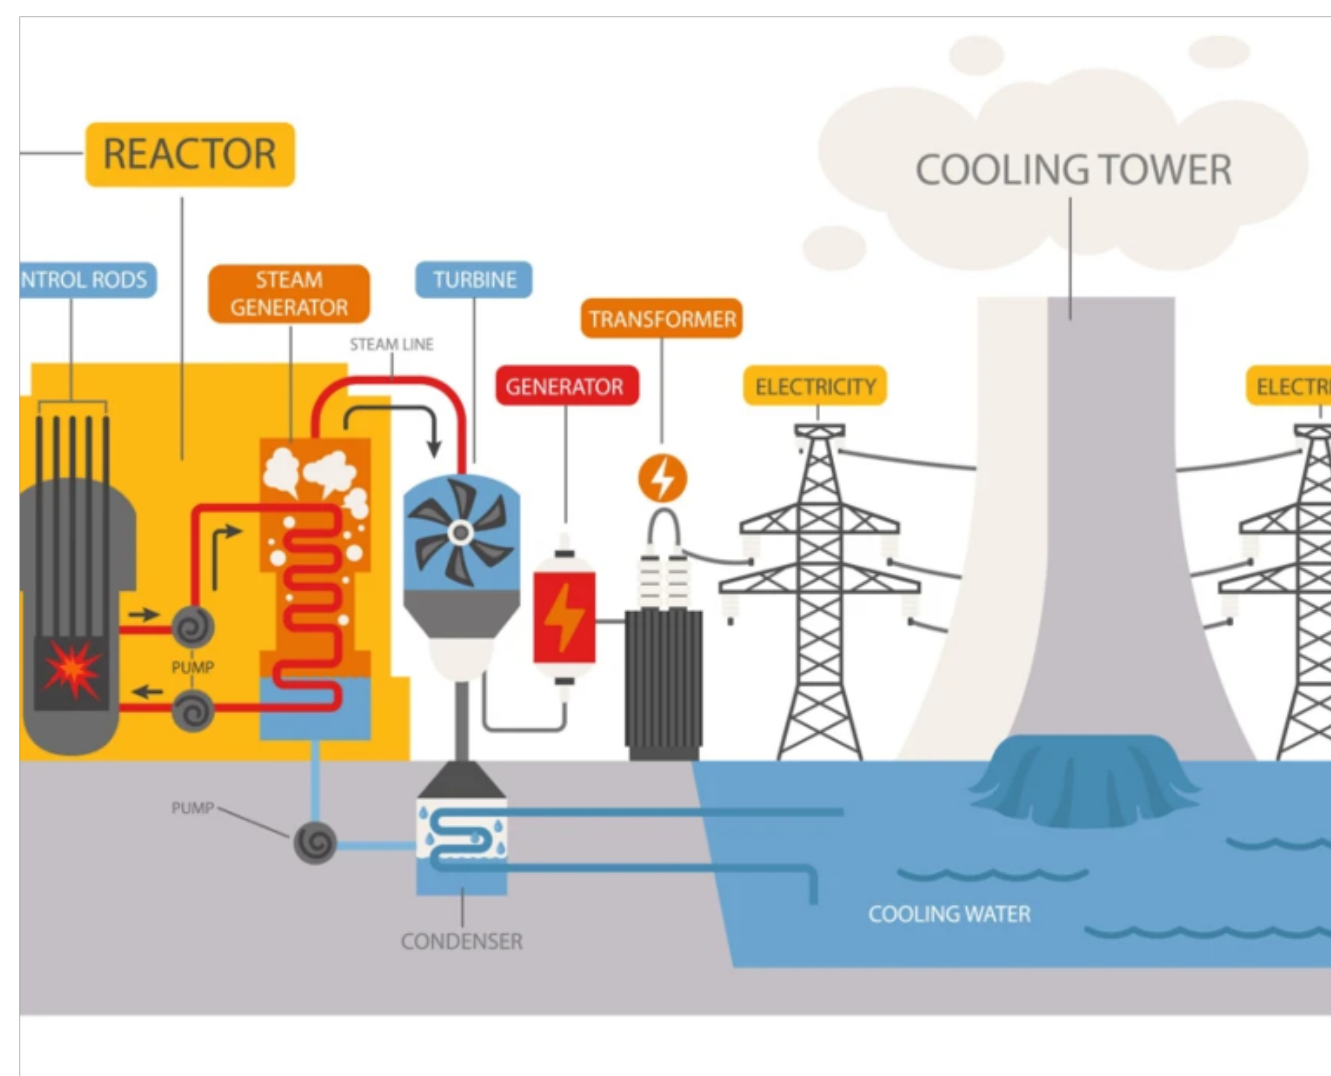 REACTOR
COOLING TOWER
NTROL RODS
STEAM
GENERATOR
TURBINE
TRANSFORMER
STEAM LINE
GENERATOR
ELECTRICITY
ELECTRI
PUMP
PUMP
COOLING WATER
CONDENSER